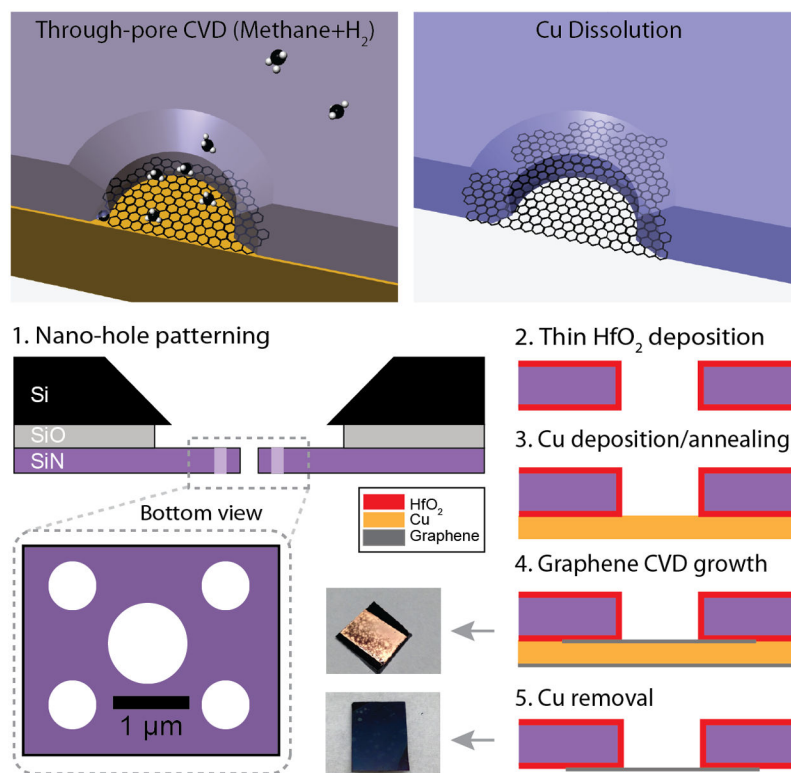 Through-pore CVD (Methane+H₂)
Cu Dissolution
1. Nano-hole patterning
Si
SiO
SiN
Bottom view
1 μm
HfO₂
Cu
Graphene
2. Thin HfO₂ deposition
3. Cu deposition/annealing
4. Graphene CVD growth
5. Cu removal